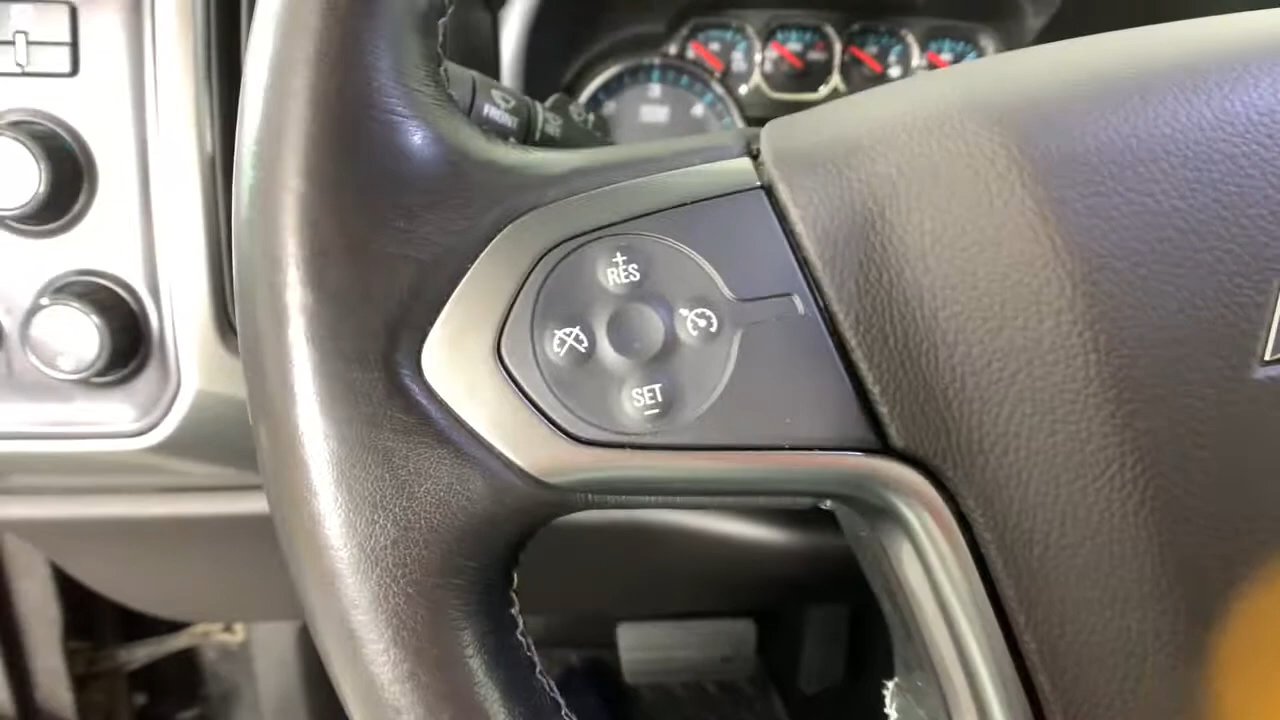 FRONT
+
RES
SET
–